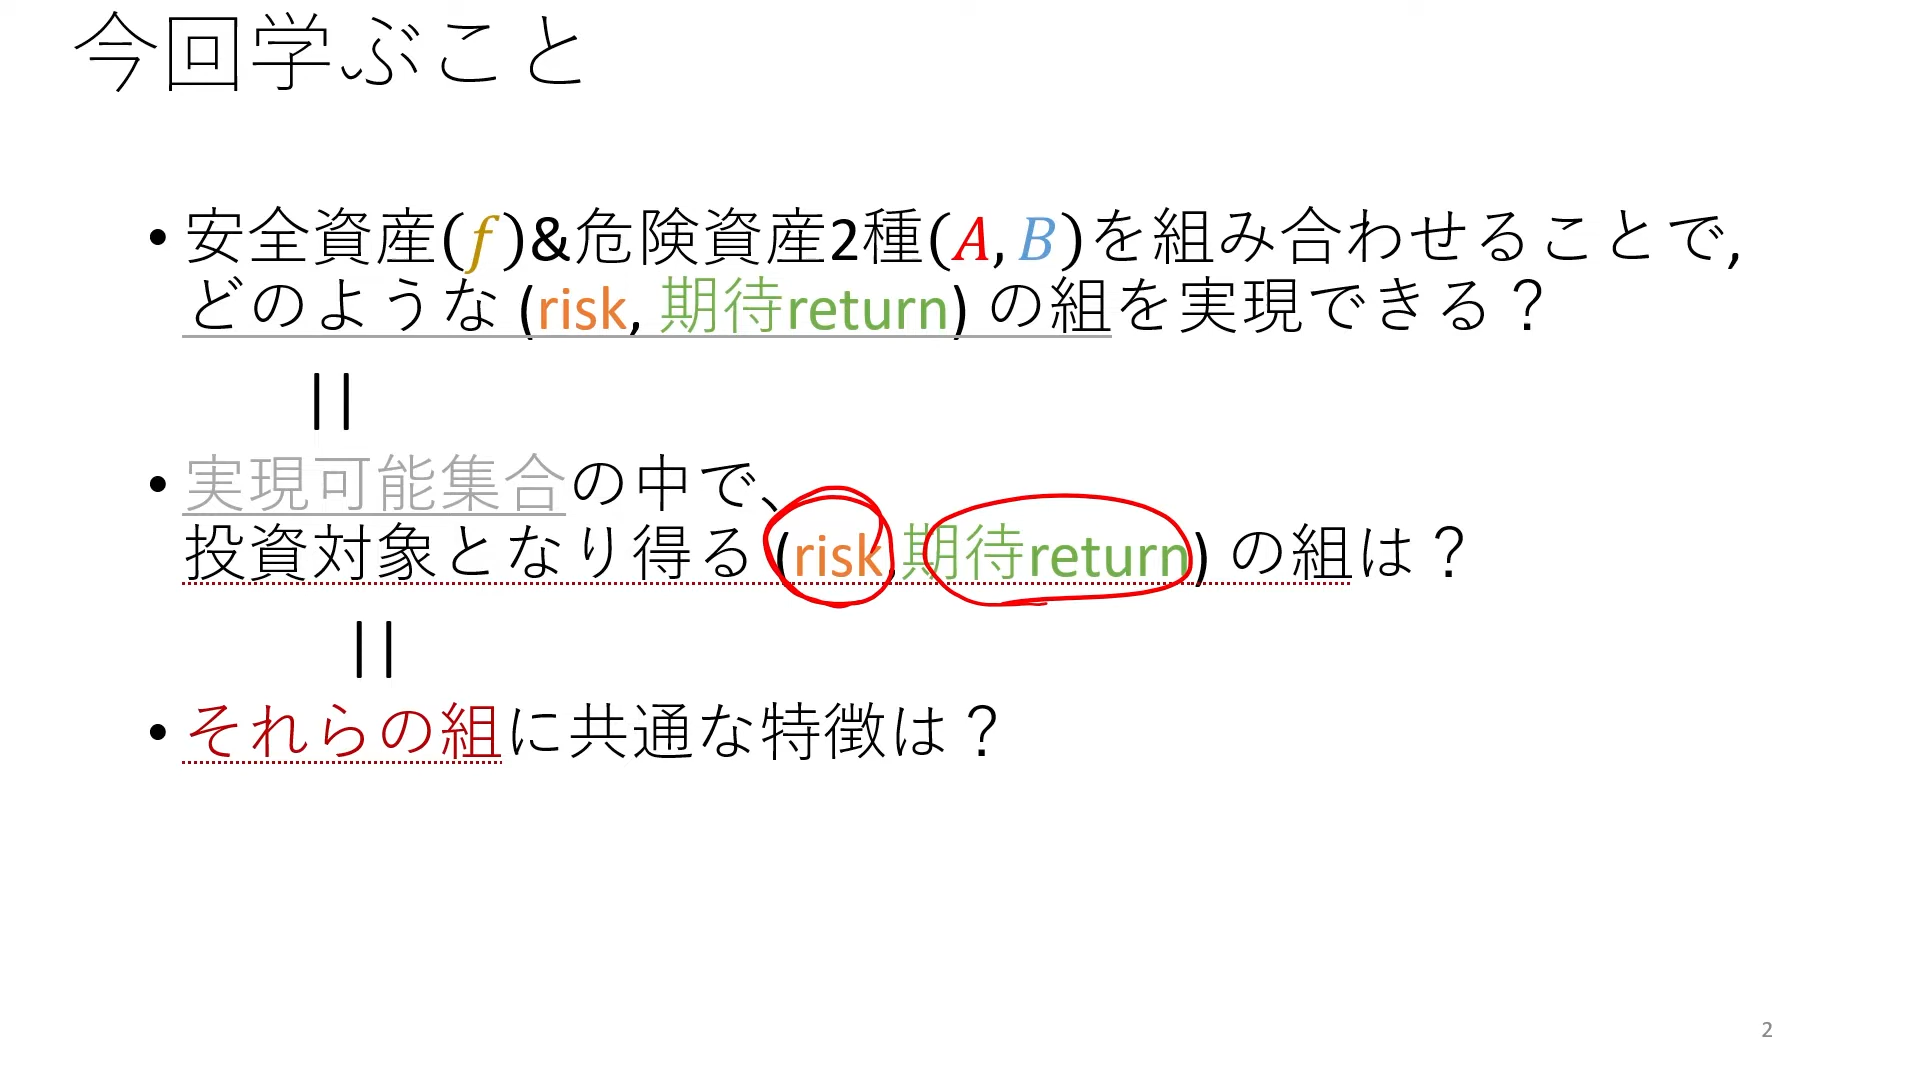 今回学ぶこと
• 安全資産(f)&危険資産2種(A, B)を組み合わせることで,
どのような (risk, 期待return) の組を実現できる？
||
• 実現可能集合の中で、
投資対象となり得る (risk, 期待return) の組は？
||
• それらの組に共通な特徴は？
2